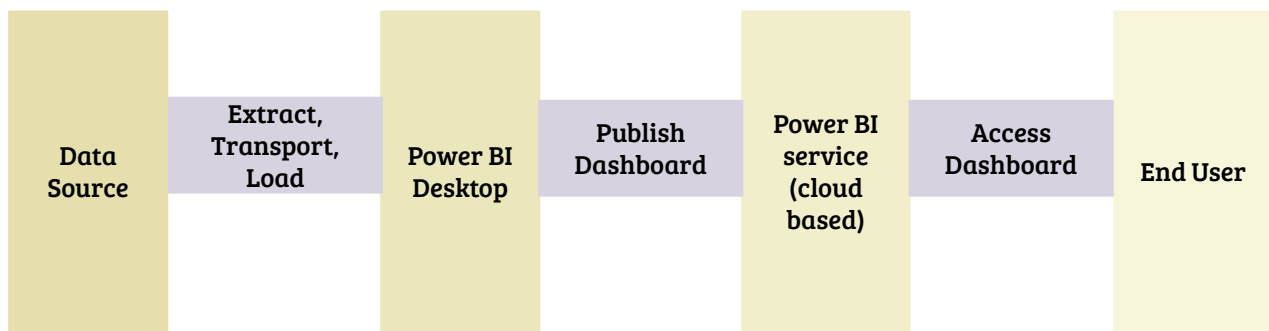 Data
Source
Extract,
Transport,
Load
Power BI
Desktop
Publish
Dashboard
Power BI
service
(cloud
based)
Access
Dashboard
End User